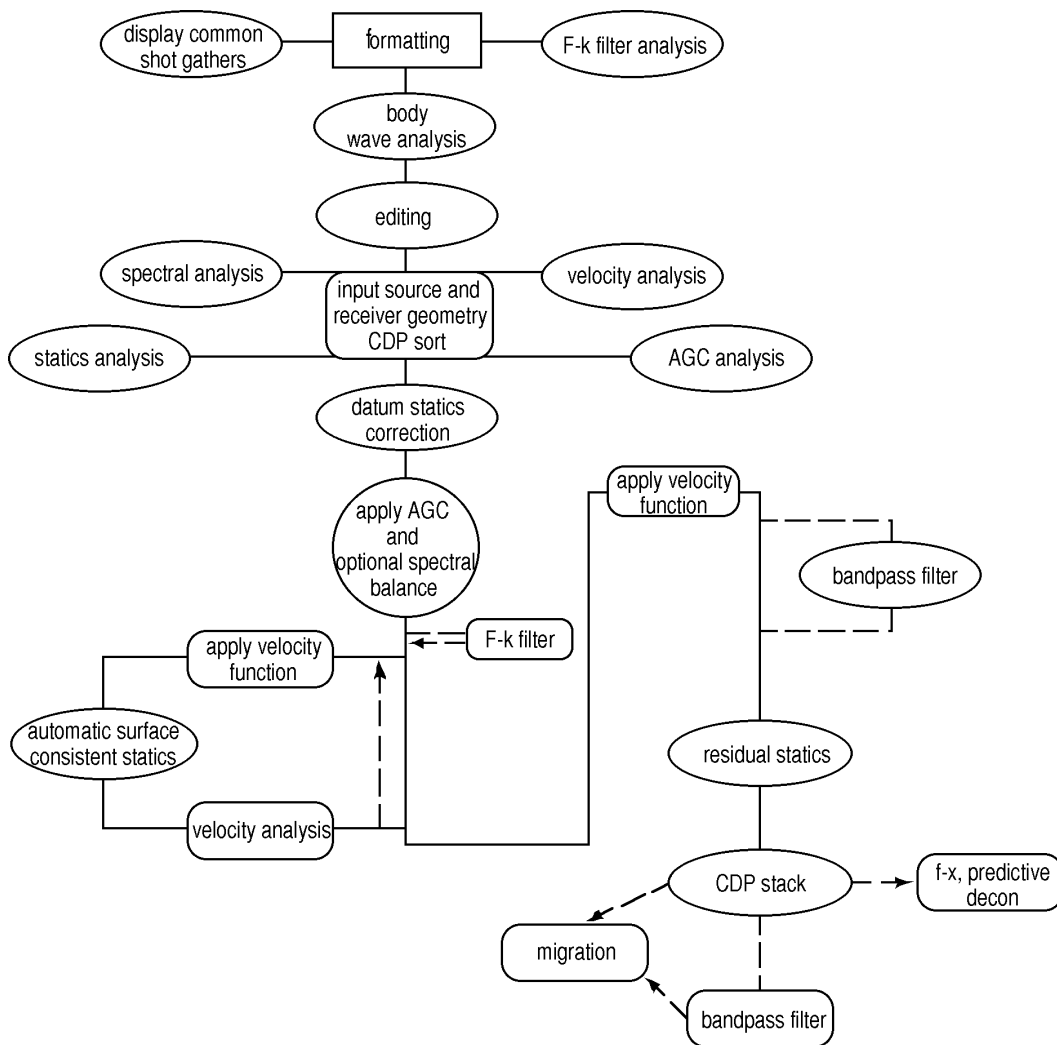 display common
shot gathers
formatting
F-k filter analysis
body
wave analysis
editing
spectral analysis
velocity analysis
input source and
receiver geometry
CDP sort
statics analysis
AGC analysis
datum statics
correction
apply AGC
and
optional spectral
balance
apply velocity
function
bandpass filter
F-k filter
apply velocity
function
automatic surface
consistent statics
velocity analysis
residual statics
CDP stack
f-x, predictive
decon
migration
bandpass filter